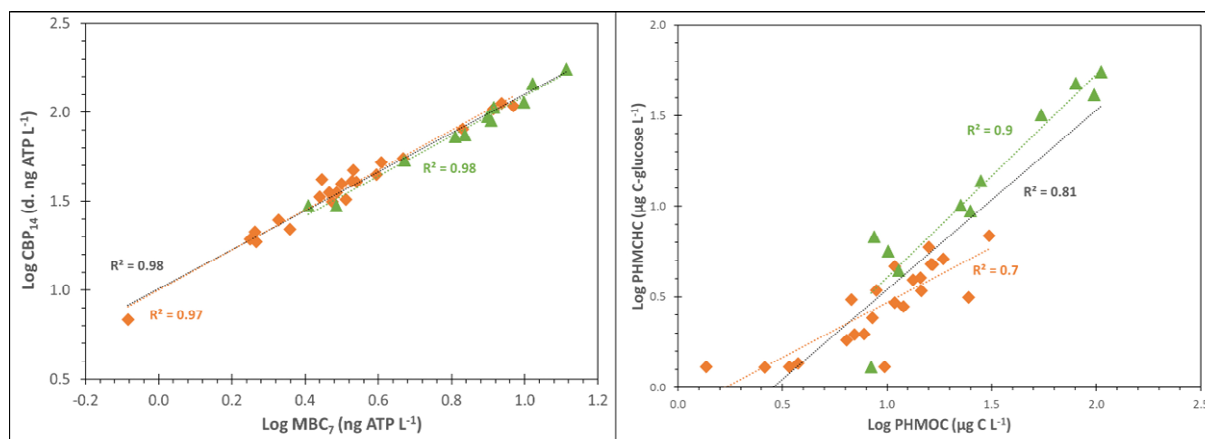 2.5
2.0
1.5
1.0
0.5
-0.2
0.0
0.2
0.4
0.6
0.8
1.0
1.2
Log CBP₁₄ (d. ng ATP L⁻¹)
Log MBC₇ (ng ATP L⁻¹)
R² = 0.98
R² = 0.98
R² = 0.97
2.0
1.5
1.0
0.5
0.0
0.0
0.5
1.0
1.5
2.0
2.5
Log PHMCHC (µg C-glucose L⁻¹)
Log PHMOC (µg C L⁻¹)
R² = 0.9
R² = 0.81
R² = 0.7